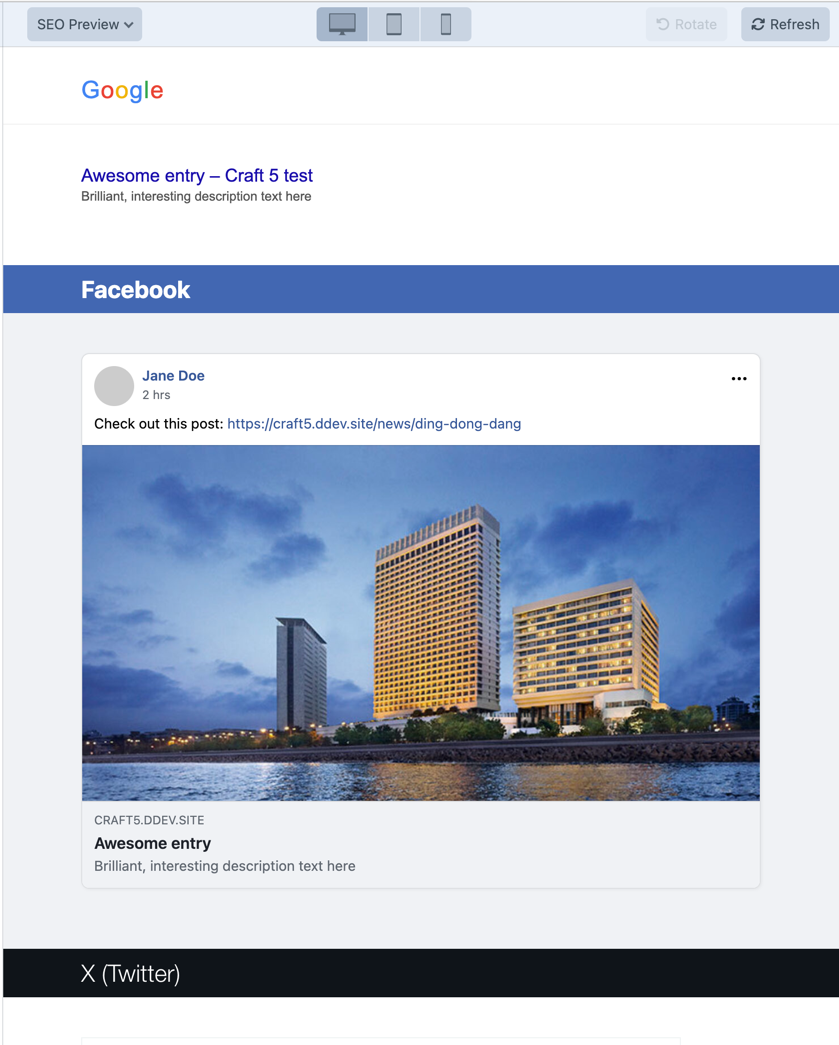 SEO Preview
Rotate
Refresh
Google
Awesome entry – Craft 5 test
Brilliant, interesting description text here
Facebook
Jane Doe
2 hrs
Check out this post: https://craft5.ddev.site/news/ding-dong-dang
CRAFT5.DDEV.SITE
Awesome entry
Brilliant, interesting description text here
X (Twitter)